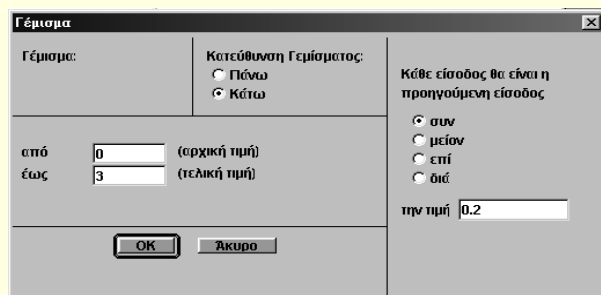 Γέμισμα
Γέμισμα:
Κατεύθυνση Γεμίσματος:
Πάνω
Κάτω
από 0 (αρχική τιμή)
έως 3 (τελική τιμή)
OK Άκυρο
Κάθε είσοδος θα είναι η
προηγούμενη είσοδος
συν
μείον
επί
διά
την τιμή 0.2